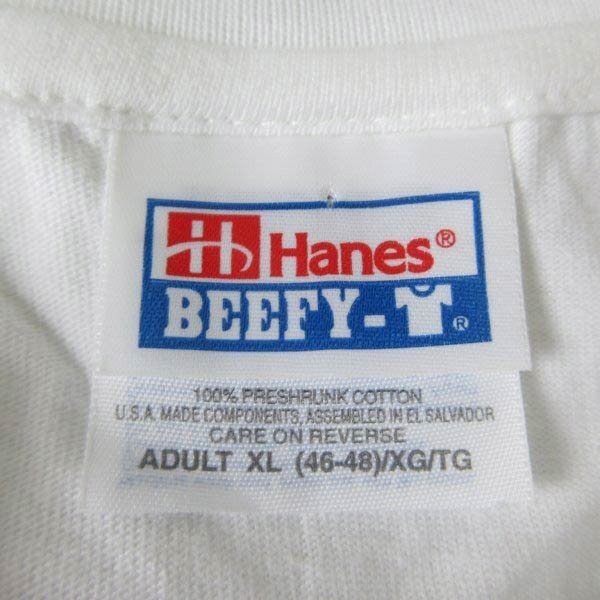 Hanes®
BEEFY-T®
100% PRESHRUNK COTTON
U.S.A. MADE COMPONENTS, ASSEMBLED IN EL SALVADOR
CARE ON REVERSE
ADULT XL (46-48)/XG/TG